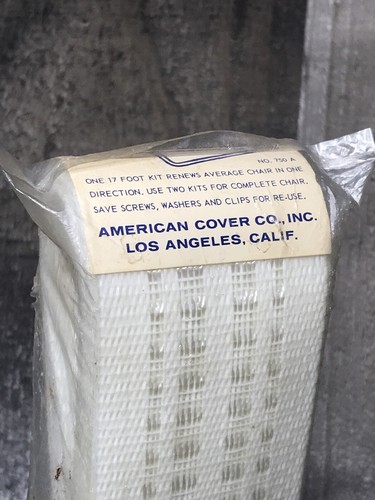 NO. 750 A
ONE 17 FOOT KIT RENEWS AVERAGE CHAIR IN ONE
DIRECTION. USE TWO KITS FOR COMPLETE CHAIR.
SAVE SCREWS, WASHERS AND CLIPS FOR RE-USE.
AMERICAN COVER CO., INC.
LOS ANGELES, CALIF.